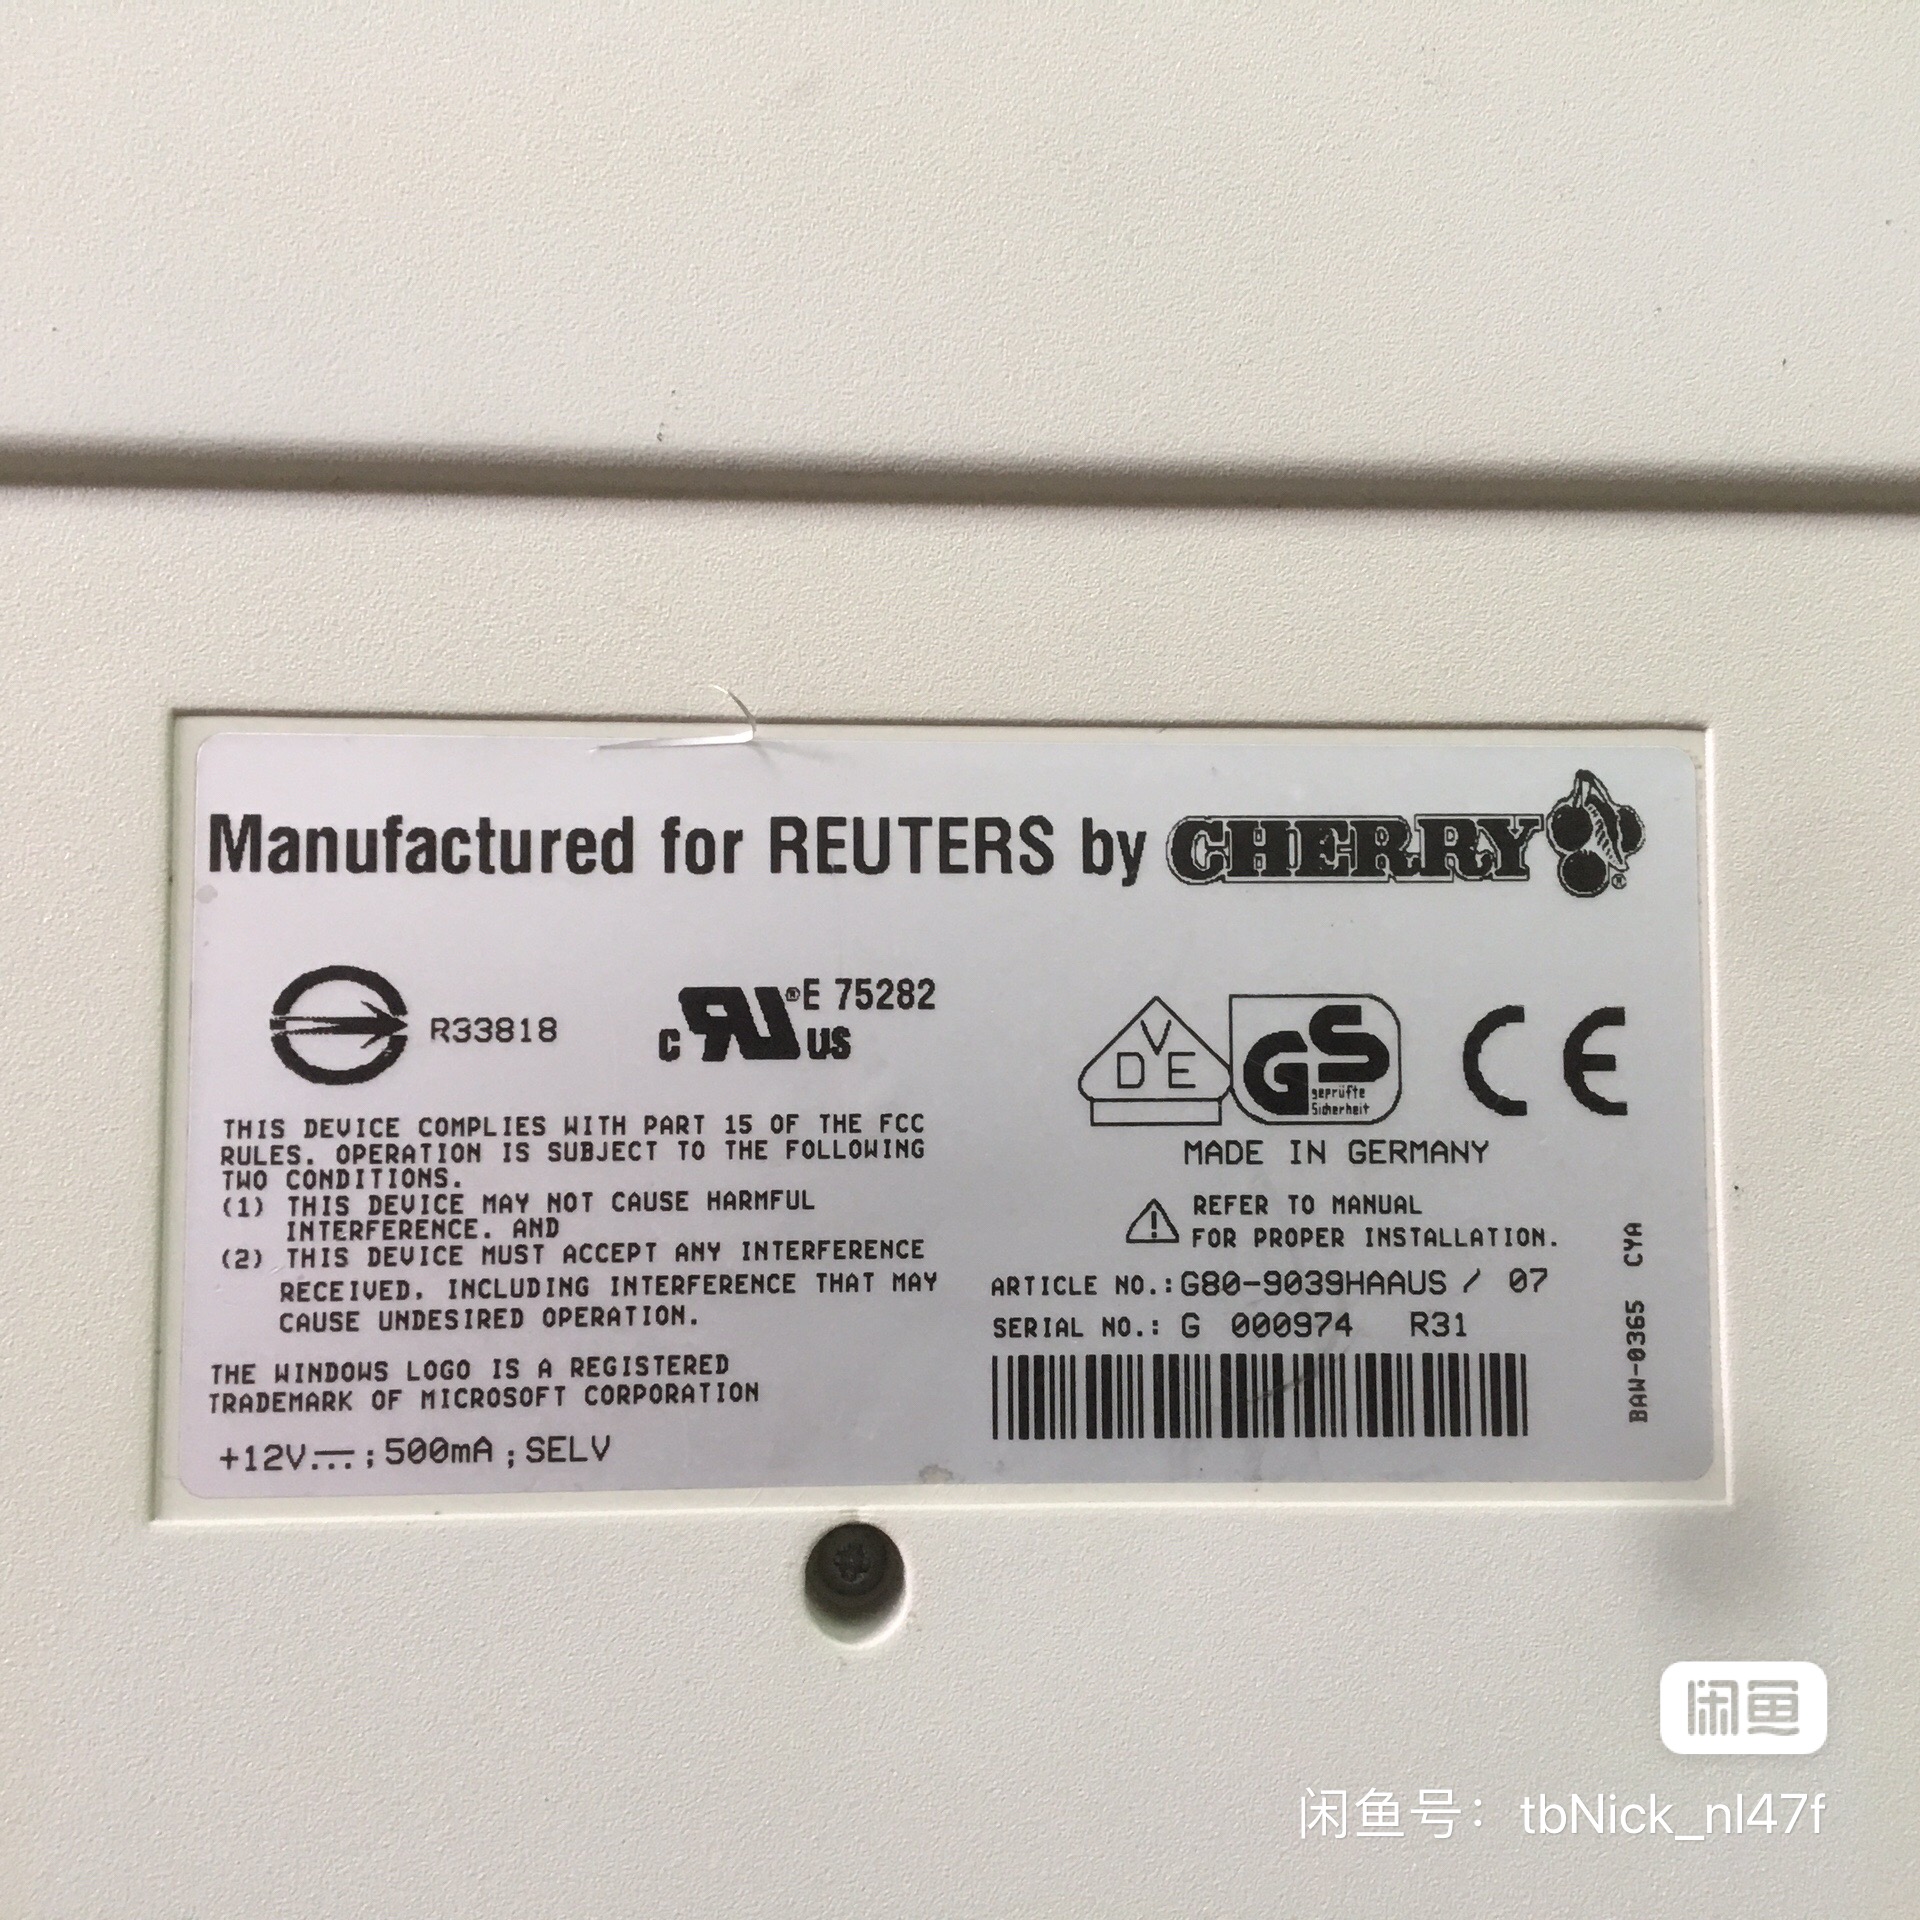 Manufactured for REUTERS by CHERRY ®
R33818
c RU ® US E 75282
THIS DEVICE COMPLIES WITH PART 15 OF THE FCC
RULES. OPERATION IS SUBJECT TO THE FOLLOWING
TWO CONDITIONS.
(1) THIS DEVICE MAY NOT CAUSE HARMFUL
INTERFERENCE. AND
(2) THIS DEVICE MUST ACCEPT ANY INTERFERENCE
RECEIVED. INCLUDING INTERFERENCE THAT MAY
CAUSE UNDESIRED OPERATION.
THE WINDOWS LOGO IS A REGISTERED
TRADEMARK OF MICROSOFT CORPORATION
+12V⎓; 500mA; SELV
VDE
GS
geprüfte
Sicherheit
CE
MADE IN GERMANY
REFER TO MANUAL
FOR PROPER INSTALLATION.
ARTICLE NO.: G80-9039HAAUS / 07
SERIAL NO.: G 000974 R31
BAW-0365 CYA
闲鱼
闲鱼号：tbNick_nl47f